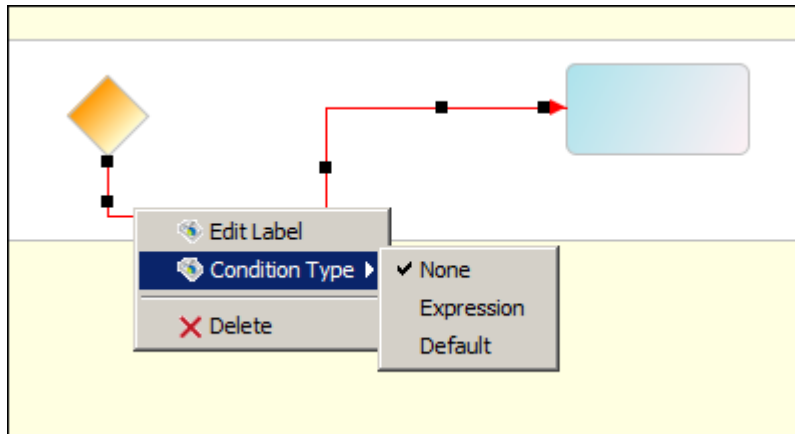 Edit Label
Condition Type
Delete
None
Expression
Default